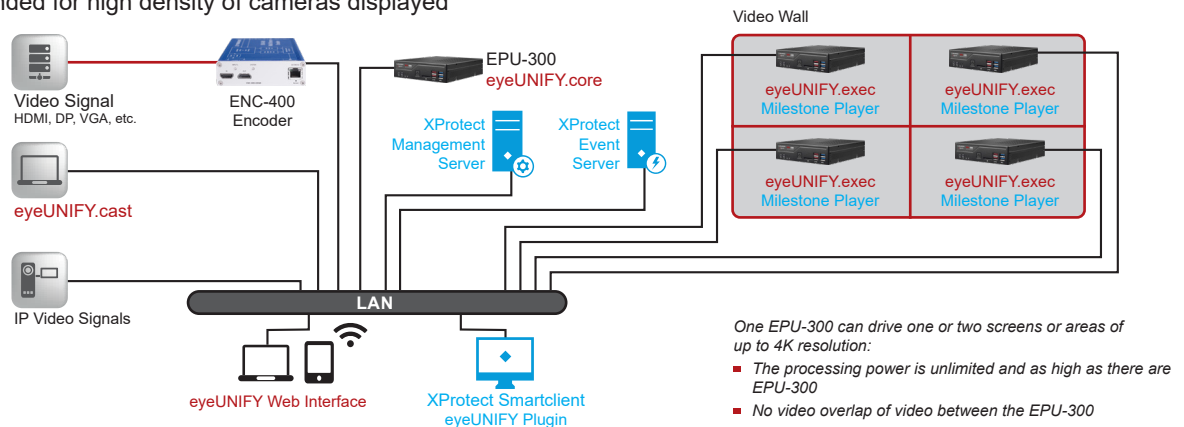 for high density of cameras displayed
Video Signal
HDMI, DP, VGA, etc.
ENC-400
Encoder
EPU-300
eyeUNIFY.core
XProtect
Management
Server
XProtect
Event
Server
Video Wall
eyeUNIFY.exec
Milestone Player
eyeUNIFY.exec
Milestone Player
eyeUNIFY.exec
Milestone Player
eyeUNIFY.exec
Milestone Player
eyeUNIFY.cast
IP Video Signals
LAN
eyeUNIFY Web Interface
XProtect Smartclient
eyeUNIFY Plugin
One EPU-300 can drive one or two screens or areas of
up to 4K resolution:
The processing power is unlimited and as high as there are
EPU-300
No video overlap of video between the EPU-300